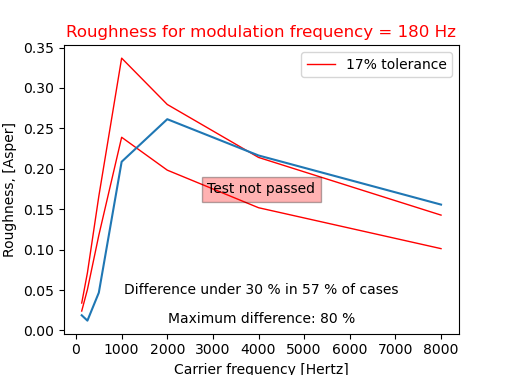 Roughness for modulation frequency = 180 Hz
0.35
0.30
0.25
0.20
0.15
0.10
0.05
0.00
Roughness, [Asper]
17% tolerance
Test not passed
Difference under 30 % in 57 % of cases
Maximum difference: 80 %
0 1000 2000 3000 4000 5000 6000 7000 8000
Carrier frequency [Hertz]